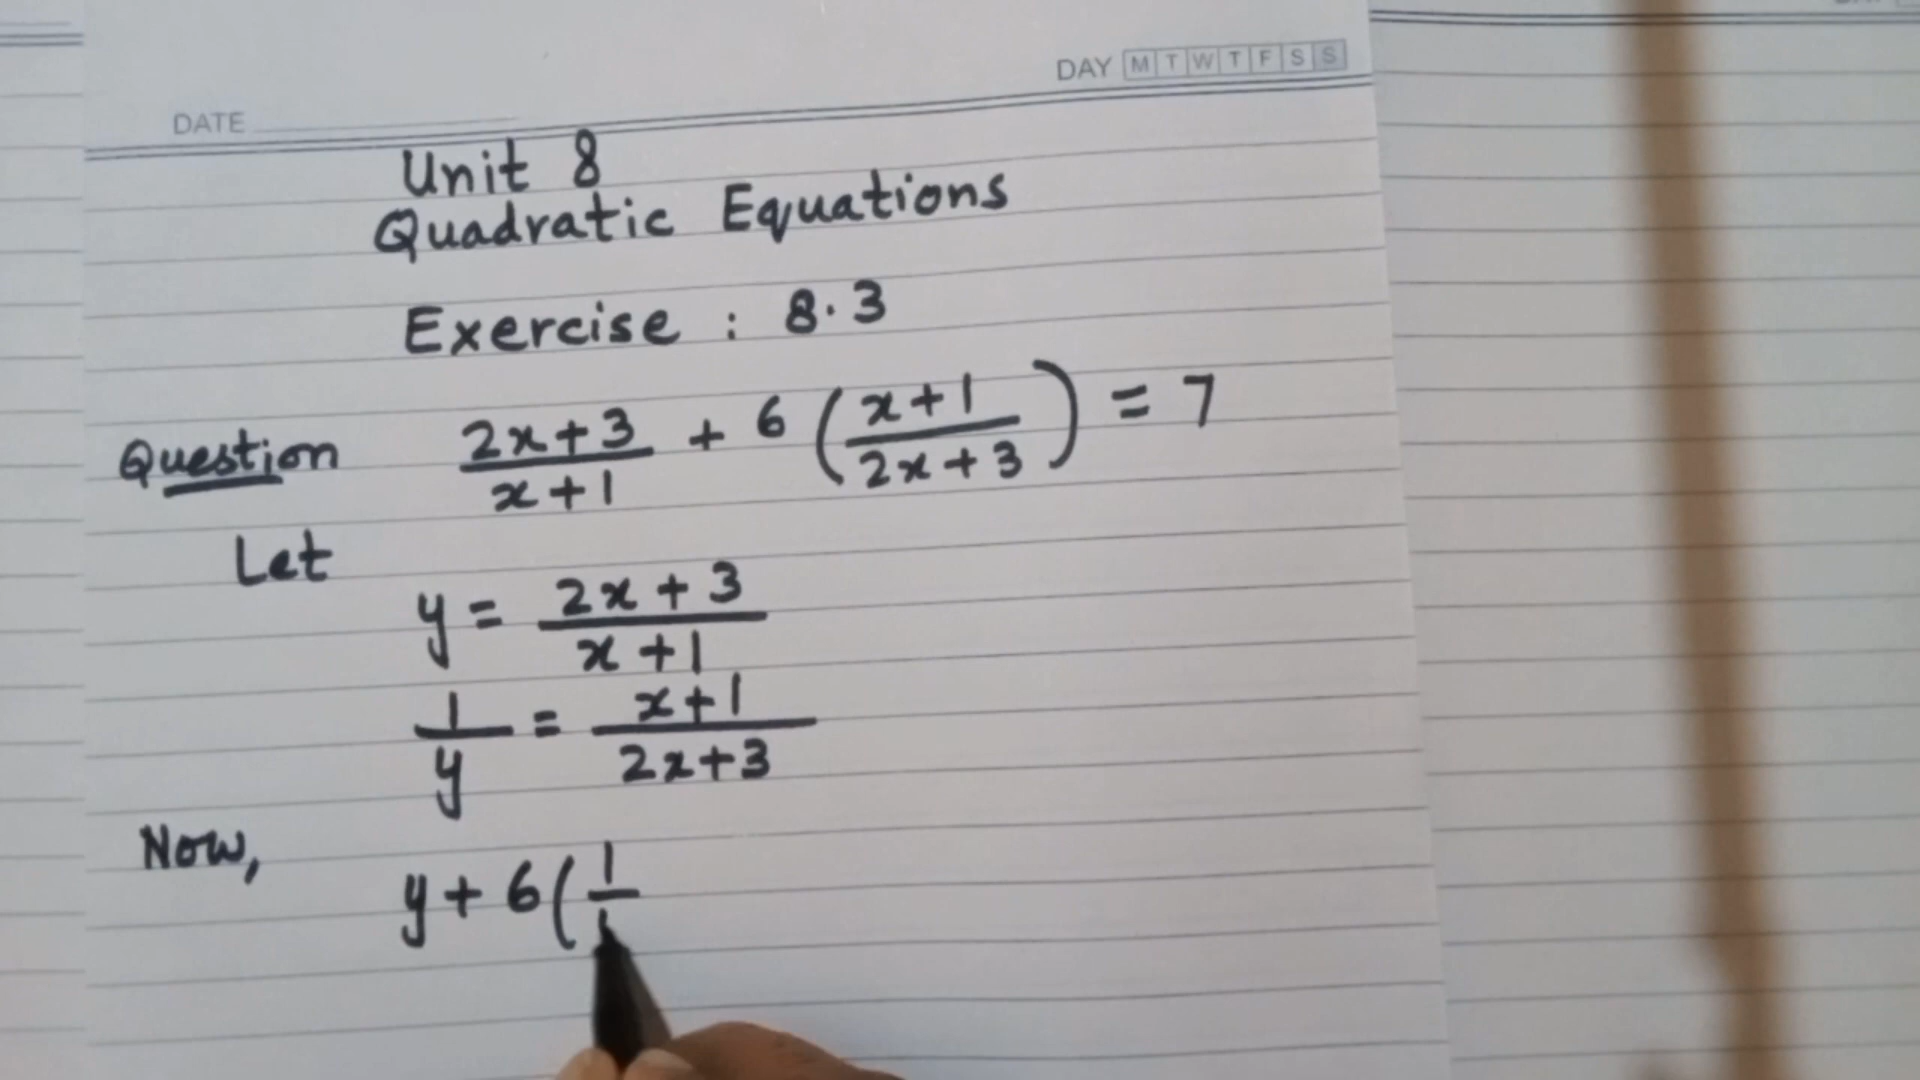 DAY M T W T F S S
DATE
Unit 8
Quadratic Equations
Exercise : 8.3
Question (2x+3)/(x+1) + 6 ((x+1)/(2x+3)) = 7
Let
y = (2x+3)/(x+1)
1/y = (x+1)/(2x+3)
Now,
y + 6 (1/